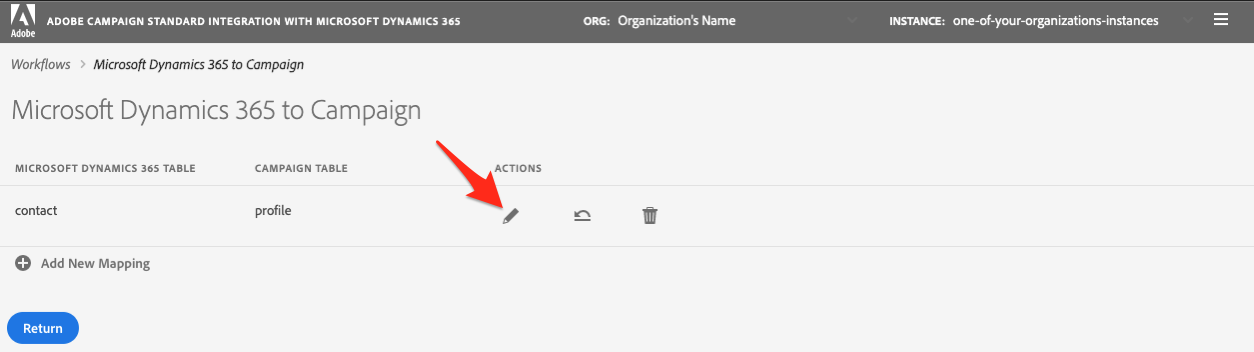 Adobe
ADOBE CAMPAIGN STANDARD INTEGRATION WITH MICROSOFT DYNAMICS 365 ORG: Organization's Name INSTANCE: one-of-your-organizations-instances
Workflows > Microsoft Dynamics 365 to Campaign
Microsoft Dynamics 365 to Campaign
MICROSOFT DYNAMICS 365 TABLE CAMPAIGN TABLE ACTIONS
contact profile
Add New Mapping
Return